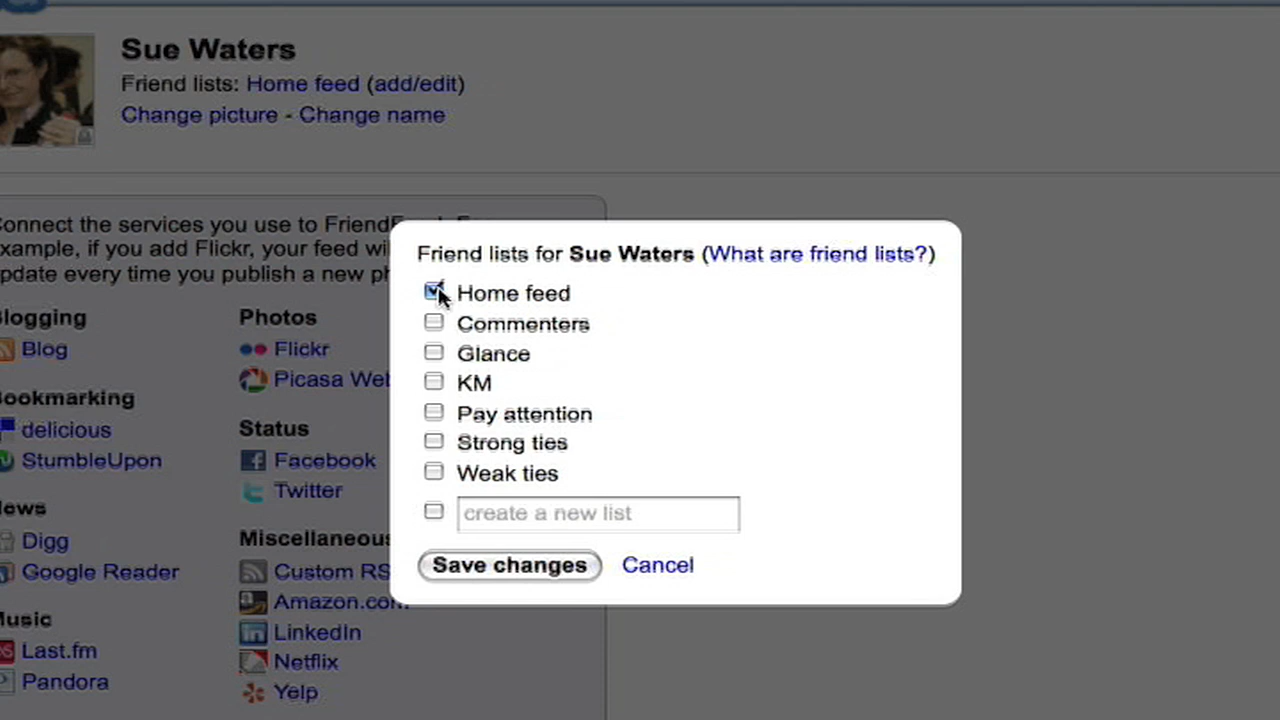 Sue Waters
Friend lists: Home feed (add/edit)
Change picture - Change name
onnect the services you use to
xample, if you add Flickr, your feed
pdate every time you publish a new
Friend lists for Sue Waters (What are friend lists?)
Home feed
Commenters
Glance
KM
Pay attention
Strong ties
Weak ties
create a new list
Save changes Cancel
logging
Blog
ookmarking
delicious
StumbleUpon
ews
Digg
Google Reader
usic
Last.fm
Pandora
Photos
Flickr
Picasa Web
Status
Facebook
Twitter
Miscellaneous
Custom RS
Amazon.com
LinkedIn
Netflix
Yelp